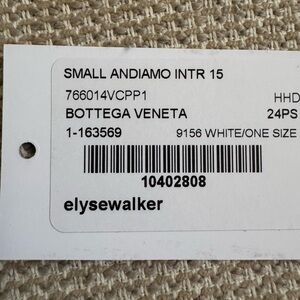 SMALL ANDIAMO INTR 15
766014VCPP1 HHD
BOTTEGA VENETA 24PS
1-163569 9156 WHITE/ONE SIZE
10402808
elysewalker